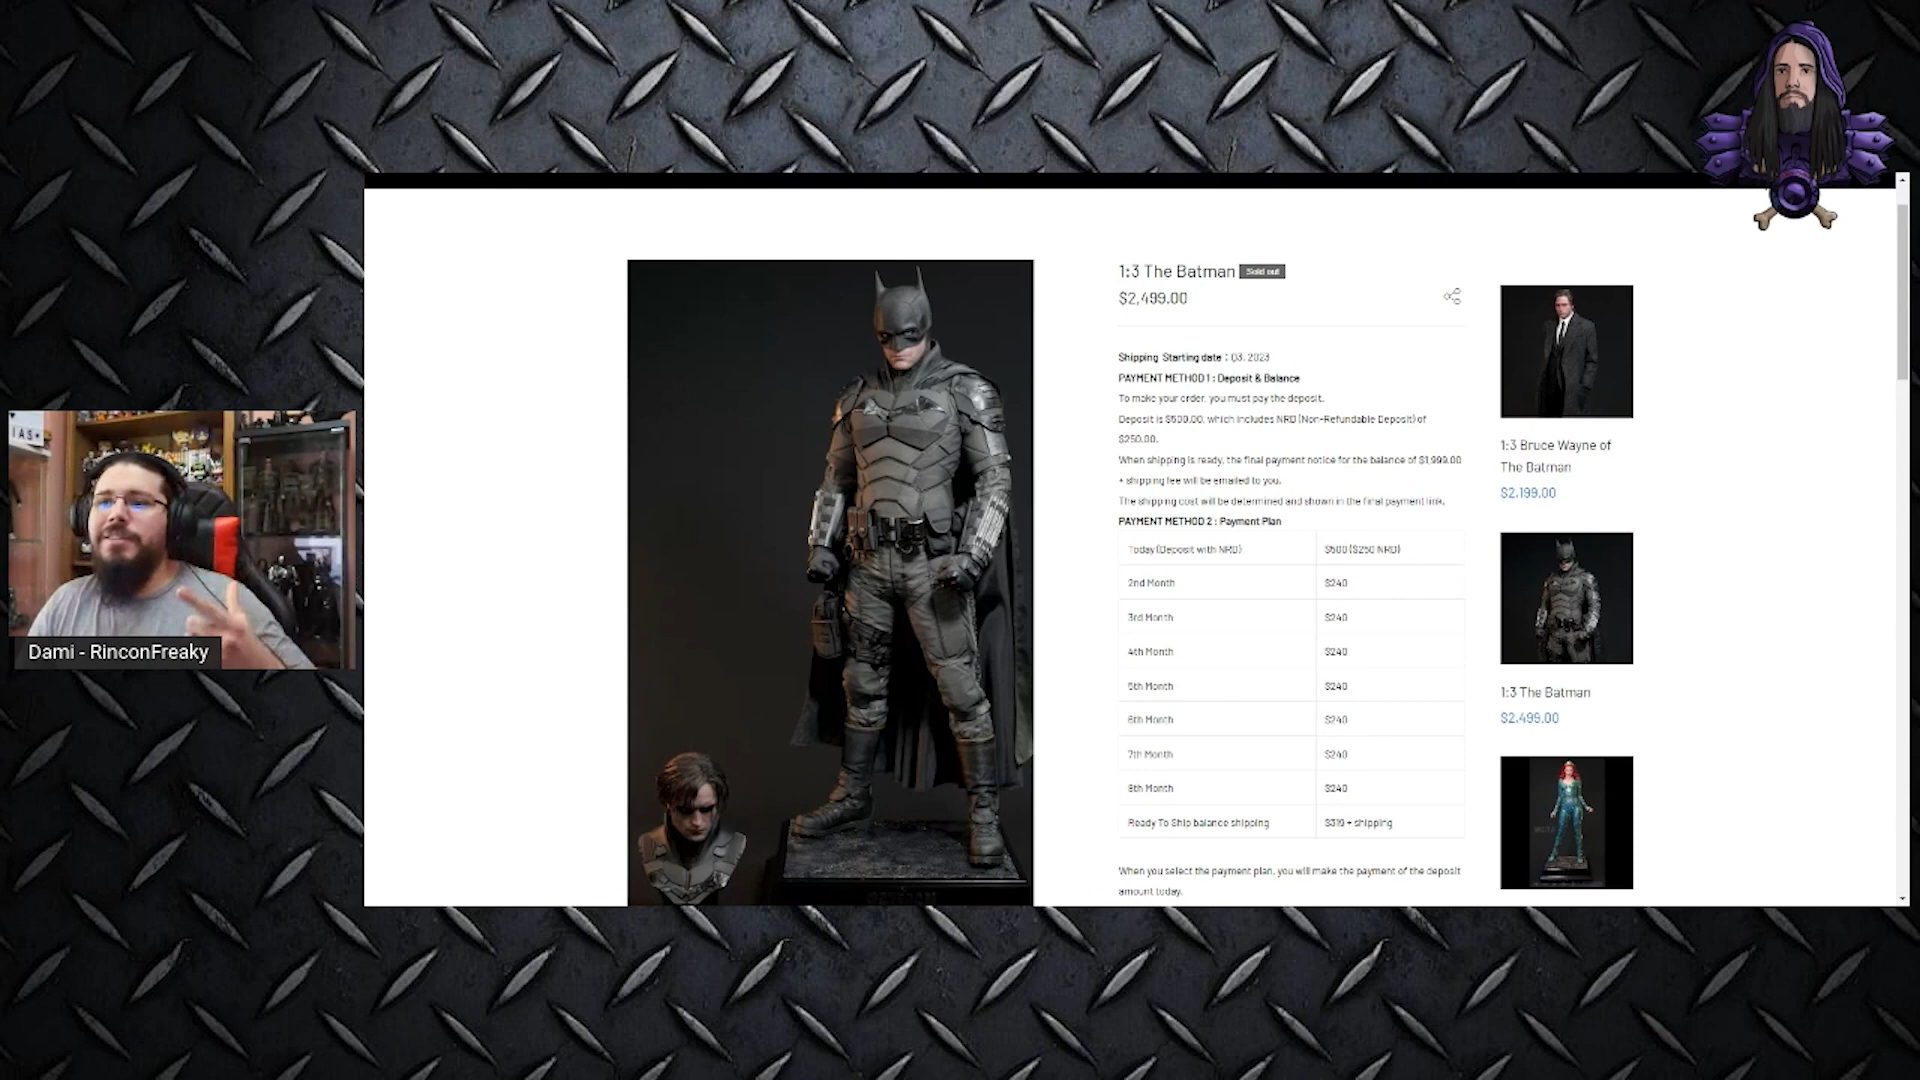 1:3 The Batman Sold out
$2,499.00
Shipping Starting date : Q3, 2023
PAYMENT METHOD 1 : Deposit & Balance
To make your order, you must pay the deposit.
Deposit is $500.00, which includes NRD (Non-Refundable Deposit) of
$250.00.
When shipping is ready, the final payment notice for the balance of $1,999.00
+ shipping fee will be emailed to you.
The shipping cost will be determined and shown in the final payment link.
PAYMENT METHOD 2 : Payment Plan
Today (Deposit with NRD) $500 ($250 NRD)
2nd Month $240
3rd Month $240
4th Month $240
5th Month $240
6th Month $240
7th Month $240
8th Month $240
Ready To Ship balance shipping $319 + shipping
When you select the payment plan, you will make the payment of the deposit
amount today.
1:3 Bruce Wayne of
The Batman
$2,199.00
1:3 The Batman
$2,499.00
IAS
Dami - RinconFreaky